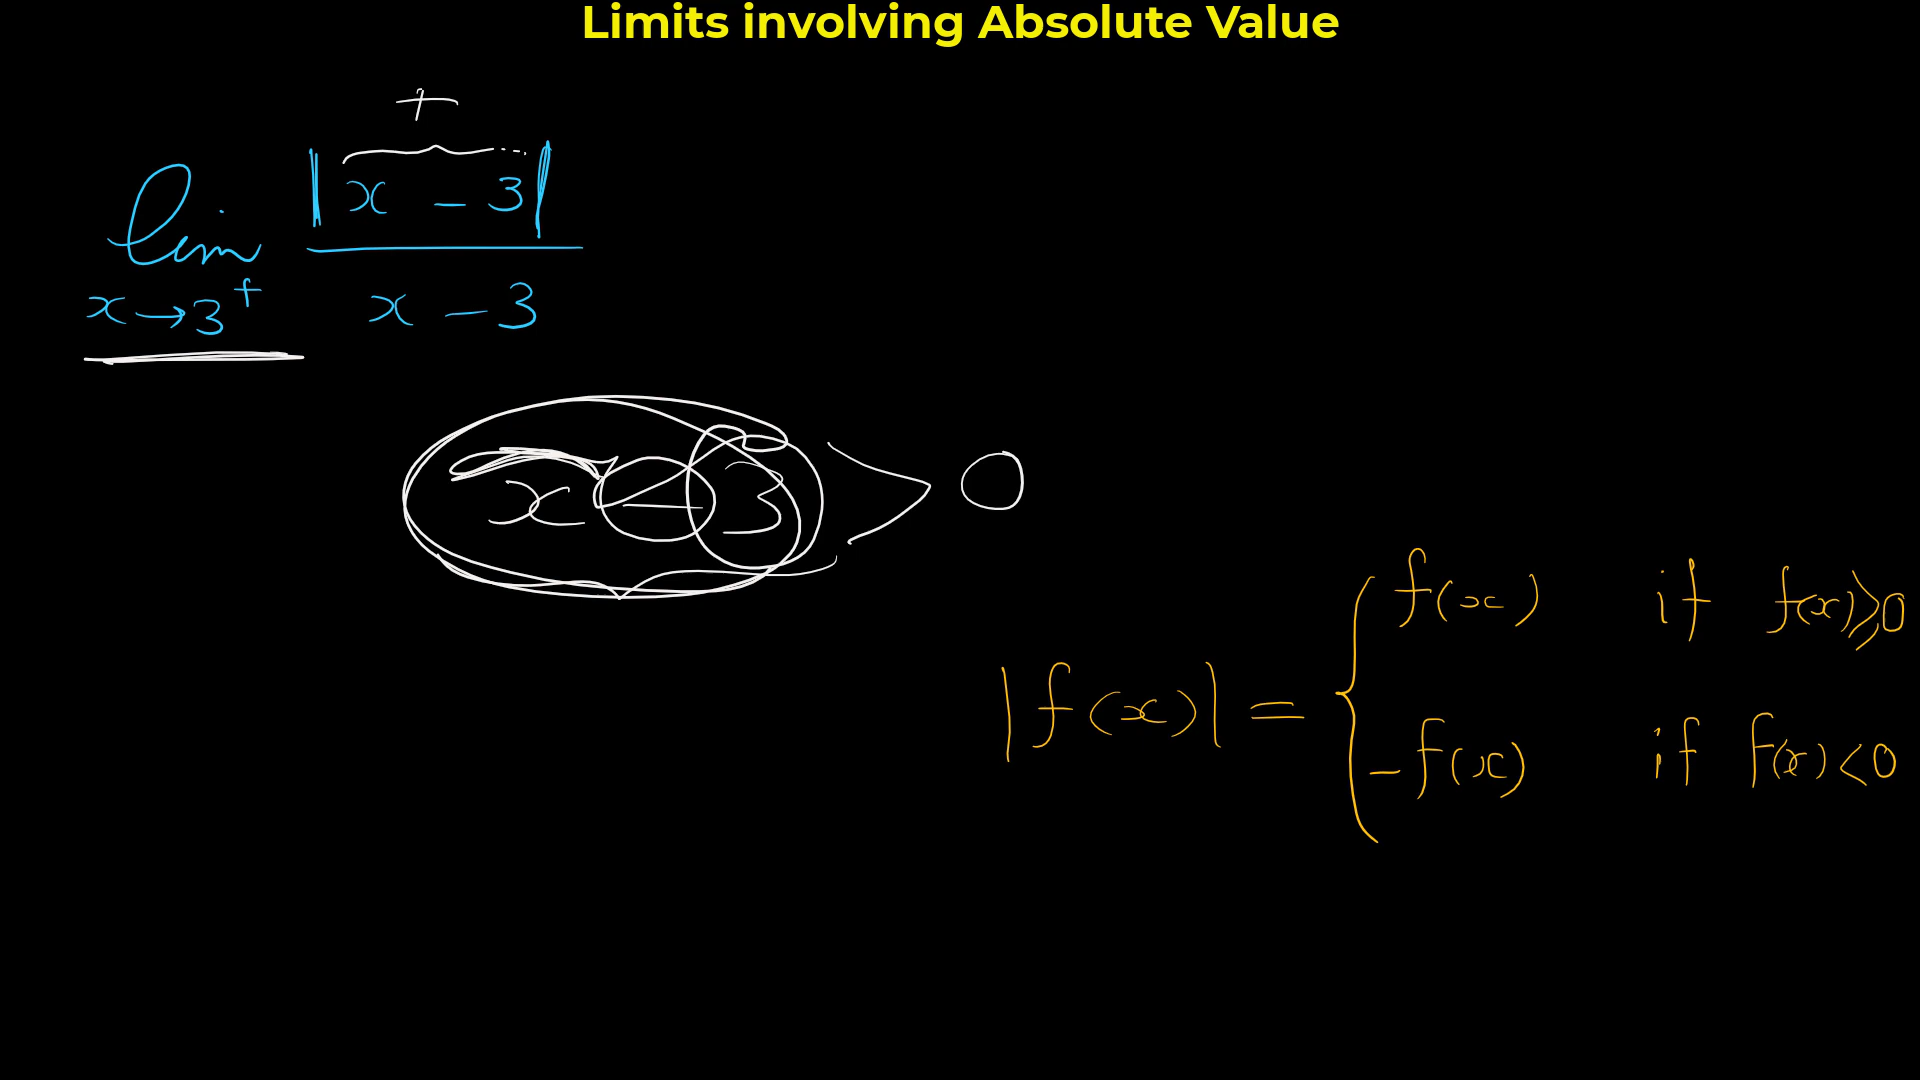 Limits involving Absolute Value
+
lim |x - 3|
x→3⁺ x - 3
x - 3 > 0
f(x) if f(x)⩾0
|f(x)| = {
-f(x) if f(x)<0